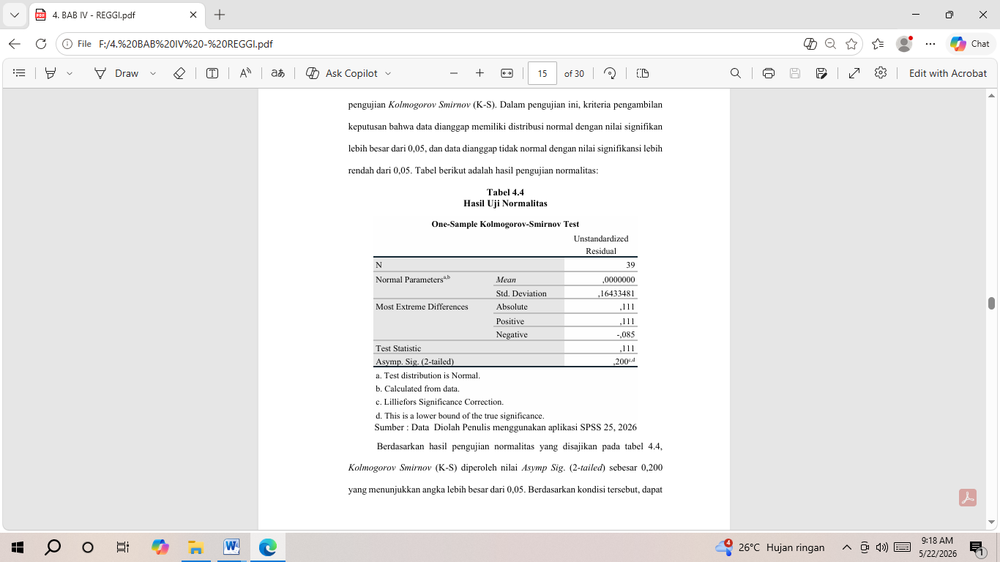 4. BAB IV - REGGI.pdf
File F:/4.%20BAB%20IV%20-%20REGGI.pdf
Chat
Draw
Ask Copilot
15 of 30
Edit with Acrobat
pengujian Kolmogorov Smirnov (K-S). Dalam pengujian ini, kriteria pengambilan
keputusan bahwa data dianggap memiliki distribusi normal dengan nilai signifikan
lebih besar dari 0,05, dan data dianggap tidak normal dengan nilai signifikansi lebih
rendah dari 0,05. Tabel berikut adalah hasil pengujian normalitas:
Tabel 4.4
Hasil Uji Normalitas
One-Sample Kolmogorov-Smirnov Test
Unstandardized
Residual
N 39
Normal Parametersa,b Mean ,0000000
Std. Deviation ,16433481
Most Extreme Differences Absolute ,111
Positive ,111
Negative -,085
Test Statistic ,111
Asymp. Sig. (2-tailed) ,200c,d
a. Test distribution is Normal.
b. Calculated from data.
c. Lilliefors Significance Correction.
d. This is a lower bound of the true significance.
Sumber : Data Diolah Penulis menggunakan aplikasi SPSS 25, 2026
Berdasarkan hasil pengujian normalitas yang disajikan pada tabel 4.4,
Kolmogorov Smirnov (K-S) diperoleh nilai Asymp Sig. (2-tailed) sebesar 0,200
yang menunjukkan angka lebih besar dari 0,05. Berdasarkan kondisi tersebut, dapat
4 26°C Hujan ringan
9:18 AM
5/22/2026
1